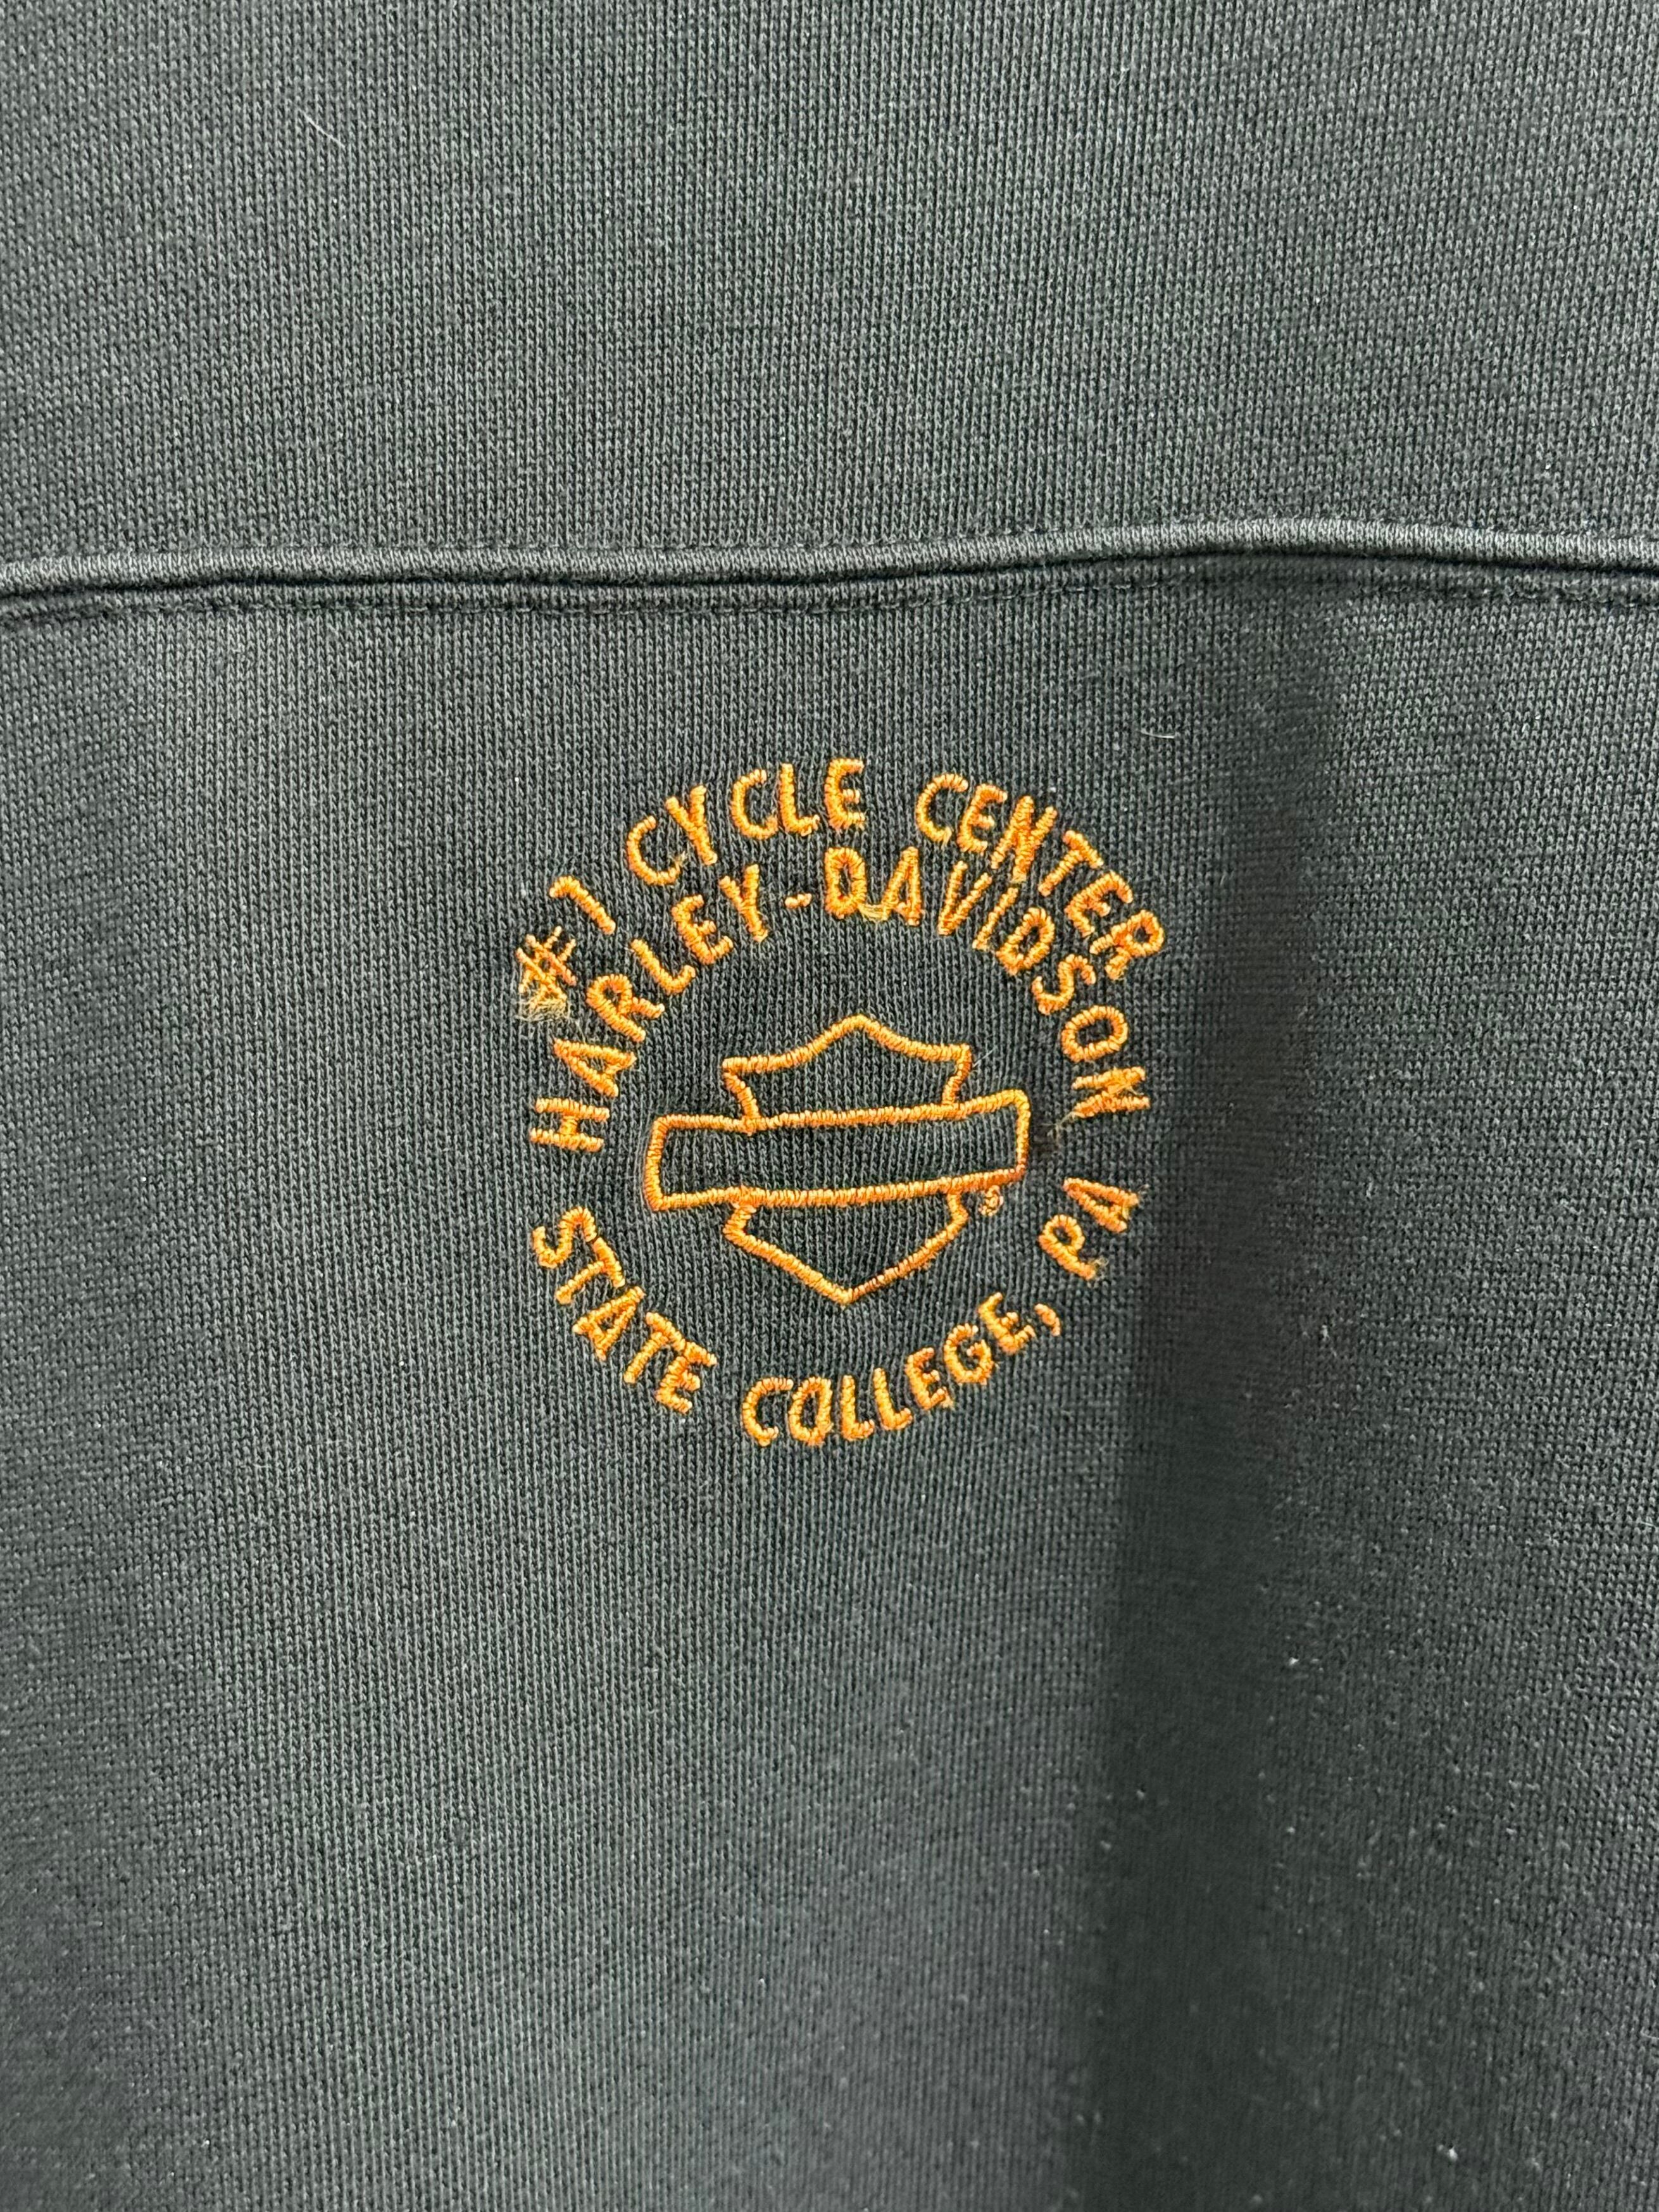 #1 CYCLE CENTER
HARLEY-DAVIDSON
STATE COLLEGE, PA